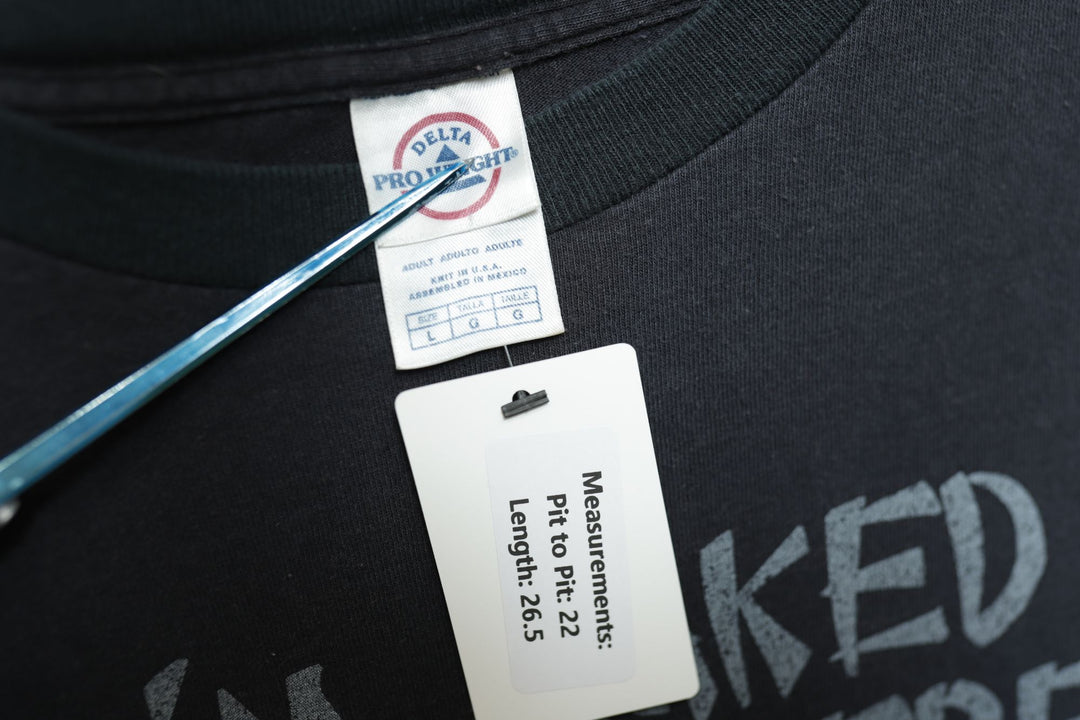 DELTA
PRO WEIGHT®
ADULT ADULTO ADULTE
KNIT IN U.S.A.
ASSEMBLED IN MEXICO
SIZE TALLA TAILLE
L G G
Measurements:
Pit to Pit: 22
Length: 26.5
KED